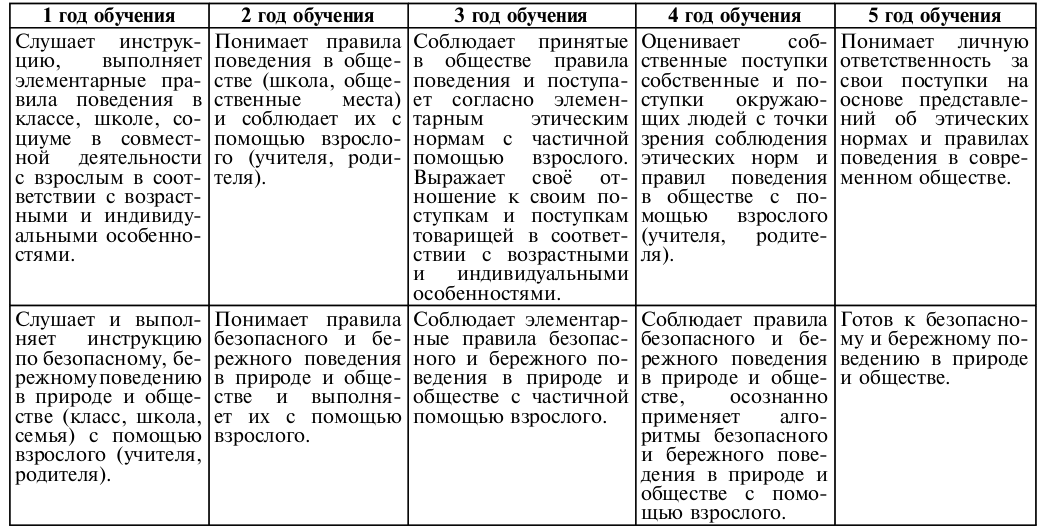 1 год обучения
2 год обучения
3 год обучения
4 год обучения
5 год обучения
Слушает инструк-
цию, выполняет
элементарные пра-
вила поведения в
классе, школе, со-
циуме в совмест-
ной деятельности
с взрослым в соот-
ветствии с возраст-
ными и индивиду-
альными особенно-
стями.
Понимает правила
поведения в обще-
стве (школа, обще-
ственные места)
и соблюдает их с
помощью взросло-
го (учителя, роди-
теля).
Соблюдает принятые
в обществе правила
поведения и поступа-
ет согласно элемен-
тарным этическим
нормам с частичной
помощью взрослого.
Выражает своё от-
ношение к своим по-
ступкам и поступкам
товарищей в соответ-
ствии с возрастными
и индивидуальными
особенностями.
Оценивает соб-
ственные поступки
собственные и по-
ступки окружаю-
щих людей с точки
зрения соблюдения
этических норм и
правил поведения
в обществе с по-
мощью взрослого
(учителя, родите-
ля).
Понимает личную
ответственность за
свои поступки на
основе представле-
ний об этических
нормах и правилах
поведения в совре-
менном обществе.
Слушает и выпол-
няет инструкцию
по безопасному, бе-
режному поведению
в природе и обще-
стве (класс, школа,
семья) с помощью
взрослого (учителя,
родителя).
Понимает правила
безопасного и бе-
режного поведения
в природе и обще-
стве и выполня-
ет их с помощью
взрослого.
Соблюдает элементар-
ные правила безопас-
ного и бережного по-
ведения в природе и
обществе с частичной
помощью взрослого.
Соблюдает правила
безопасного и бе-
режного поведения
в природе и обще-
стве, осознанно
применяет алго-
ритмы безопасного
и бережного пове-
дения в природе и
обществе с помо-
щью взрослого.
Готов к безопасно-
му и бережному по-
ведению в природе
и обществе.